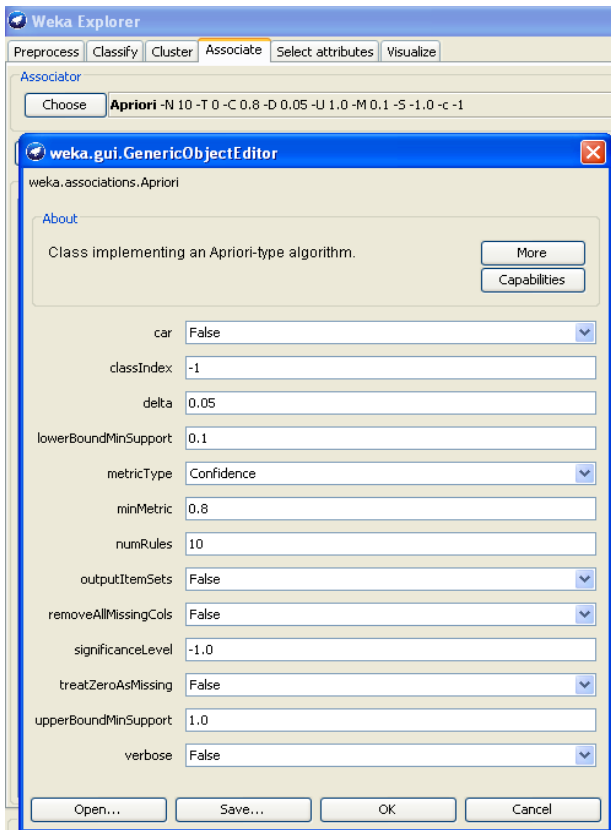 Weka Explorer
Preprocess Classify Cluster Associate Select attributes Visualize
Associator
Choose Apriori -N 10 -T 0 -C 0.8 -D 0.05 -U 1.0 -M 0.1 -S -1.0 -c -1
weka.gui.GenericObjectEditor
weka.associations.Apriori
About
Class implementing an Apriori-type algorithm.
More
Capabilities
car False
classIndex -1
delta 0.05
lowerBoundMinSupport 0.1
metricType Confidence
minMetric 0.8
numRules 10
outputItemSets False
removeAllMissingCols False
significanceLevel -1.0
treatZeroAsMissing False
upperBoundMinSupport 1.0
verbose False
Open... Save... OK Cancel